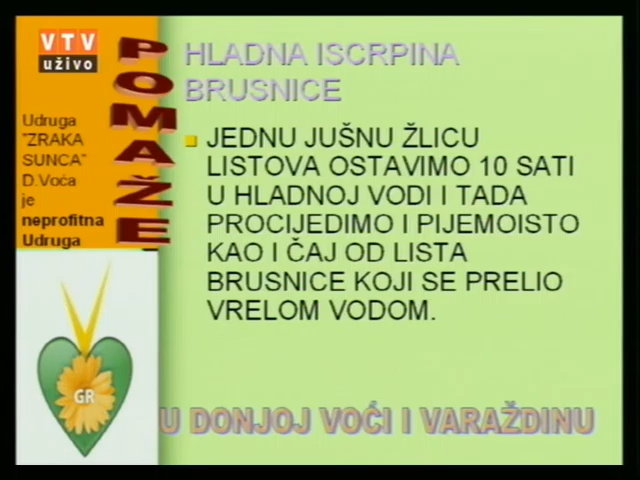 VTV
uživo
POMAŽE
Udruga
"ZRAKA
SUNCA"
D.Voća
je
neprofitna
Udruga
GR
HLADNA ISCRPINA
BRUSNICE
JEDNU JUŠNU ŽLICU
LISTOVA OSTAVIMO 10 SATI
U HLADNOJ VODI I TADA
PROCIJEDIMO I PIJEMOISTO
KAO I ČAJ OD LISTA
BRUSNICE KOJI SE PRELIO
VRELOM VODOM.
U DONJOJ VOĆI I VARAŽDINU